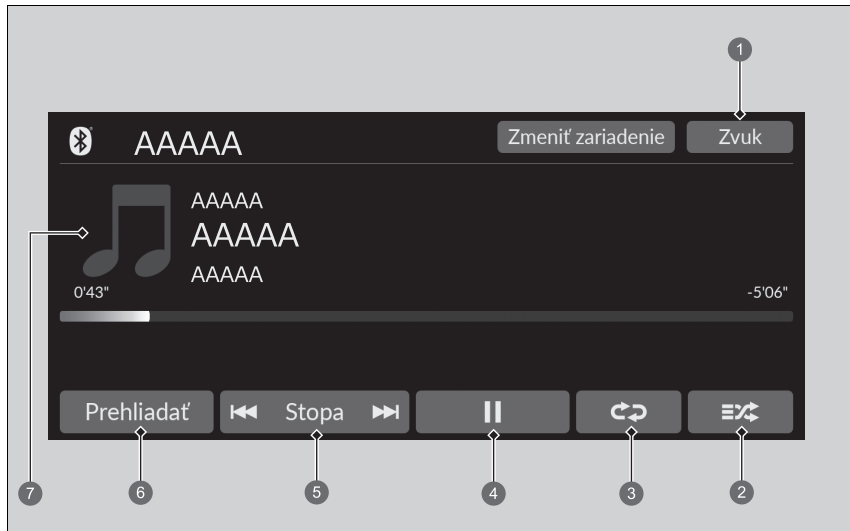 1
AAAAA
Zmeniť zariadenie
Zvuk
AAAAA
AAAAA
AAAAA
0'43"
-5'06"
Prehliadať
Stopa
7
6
5
4
3
2